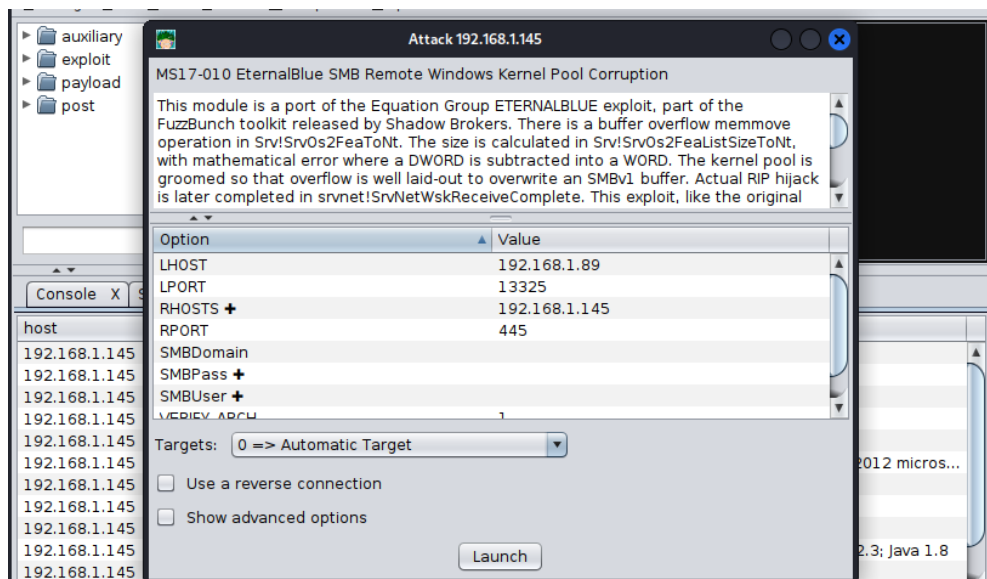 auxiliary
exploit
payload
post
Attack 192.168.1.145
MS17-010 EternalBlue SMB Remote Windows Kernel Pool Corruption
This module is a port of the Equation Group ETERNALBLUE exploit, part of the
FuzzBunch toolkit released by Shadow Brokers. There is a buffer overflow memmove
operation in Srv!SrvOs2FeaToNt. The size is calculated in Srv!SrvOs2FeaListSizeToNt,
with mathematical error where a DWORD is subtracted into a WORD. The kernel pool is
groomed so that overflow is well laid-out to overwrite an SMBv1 buffer. Actual RIP hijack
is later completed in srvnet!SrvNetWskReceiveComplete. This exploit, like the original
Option Value
LHOST 192.168.1.89
LPORT 13325
RHOSTS + 192.168.1.145
RPORT 445
SMBDomain
SMBPass +
SMBUser +
VERIFY_ARCH 1
Targets: 0 => Automatic Target
Use a reverse connection
Show advanced options
Launch
Console X S
host
192.168.1.145
192.168.1.145
192.168.1.145
192.168.1.145
192.168.1.145
192.168.1.145 2012 micros...
192.168.1.145
192.168.1.145
192.168.1.145
192.168.1.145 2.3; Java 1.8
192.168.1.145